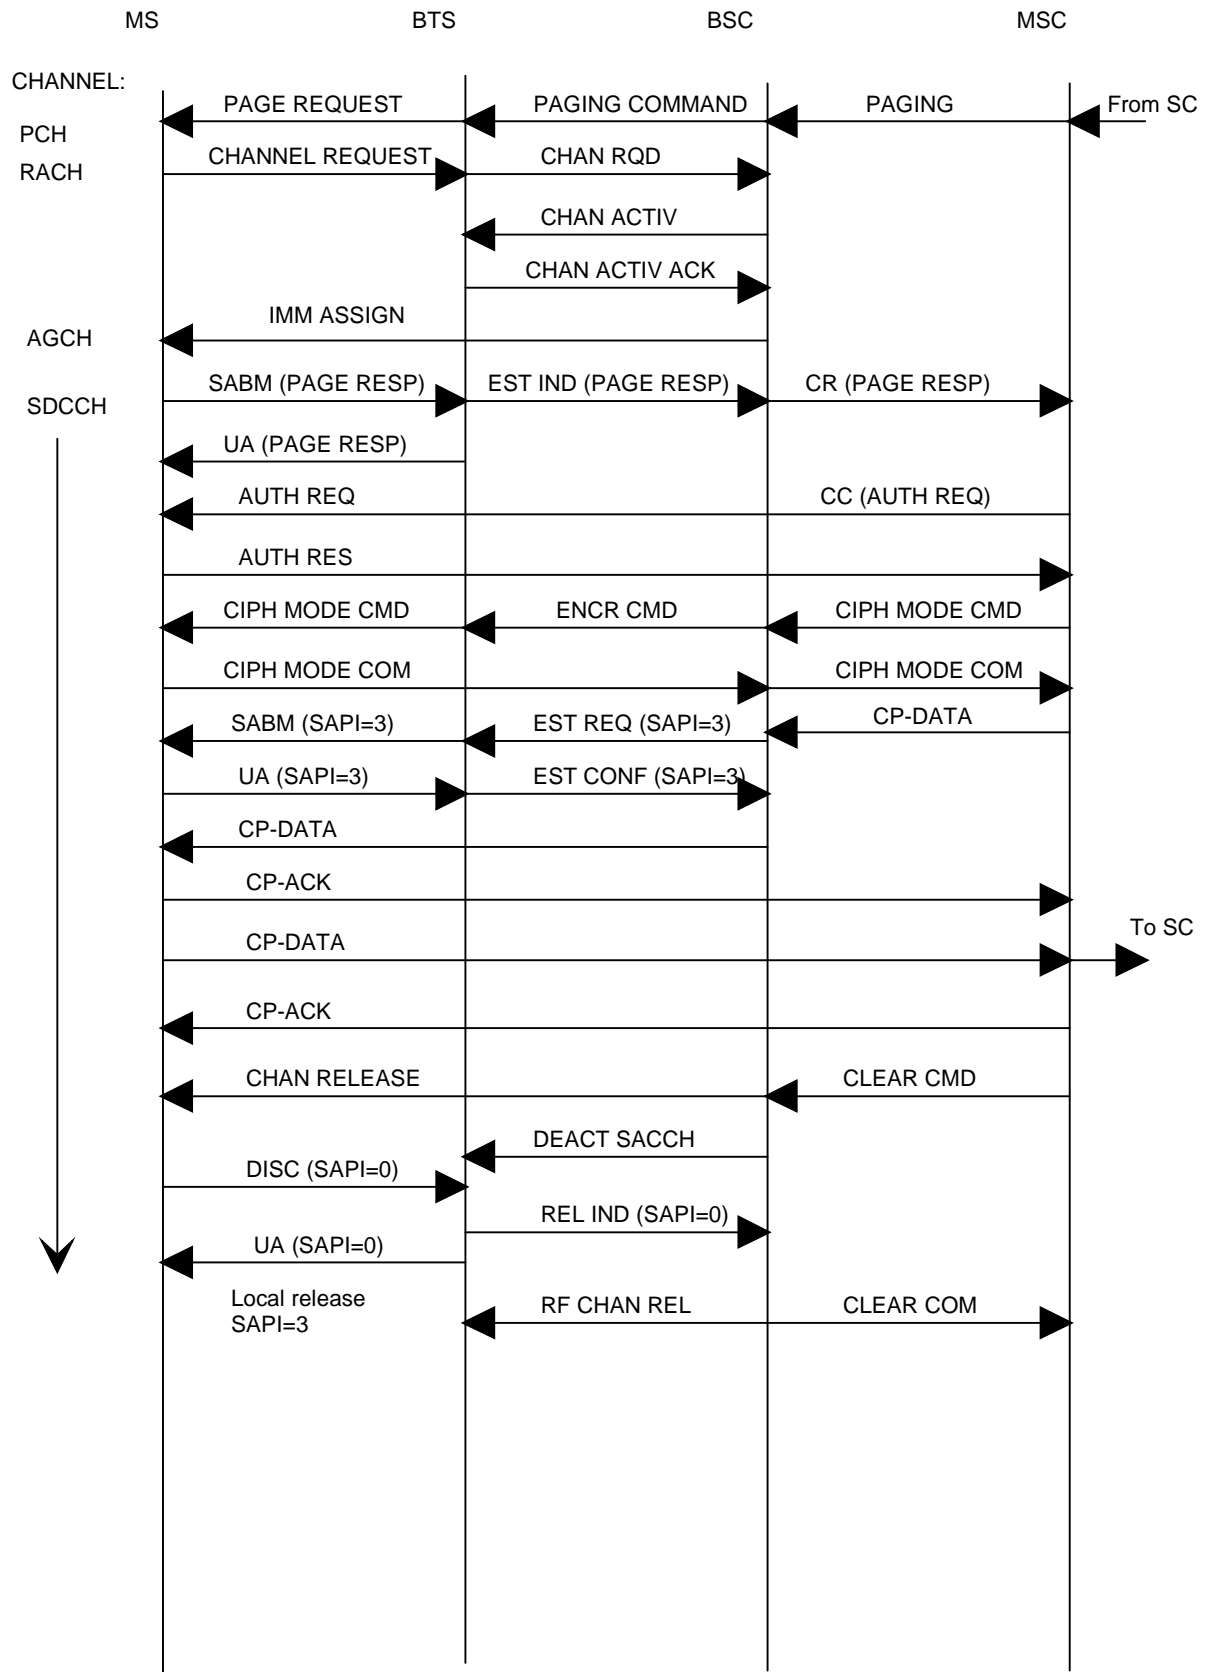 MS BTS BSC MSC
CHANNEL:
PAGE REQUEST PAGING COMMAND PAGING From SC
PCH
CHANNEL REQUEST CHAN RQD
RACH
CHAN ACTIV
CHAN ACTIV ACK
IMM ASSIGN
AGCH
SABM (PAGE RESP) EST IND (PAGE RESP) CR (PAGE RESP)
SDCCH
UA (PAGE RESP)
AUTH REQ CC (AUTH REQ)
AUTH RES
CIPH MODE CMD ENCR CMD CIPH MODE CMD
CIPH MODE COM CIPH MODE COM
CP-DATA
SABM (SAPI=3) EST REQ (SAPI=3)
UA (SAPI=3) EST CONF (SAPI=3)
CP-DATA
CP-ACK
To SC
CP-DATA
CP-ACK
CHAN RELEASE CLEAR CMD
DEACT SACCH
DISC (SAPI=0)
REL IND (SAPI=0)
UA (SAPI=0)
Local release
SAPI=3
RF CHAN REL CLEAR COM